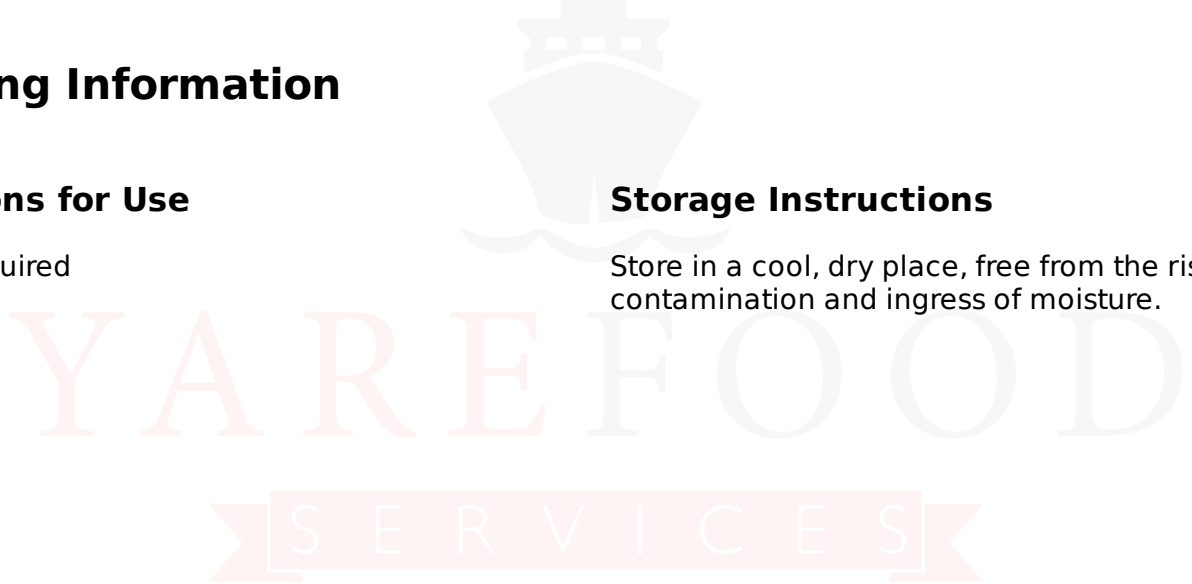 ng Information
ns for Use
uired
Storage Instructions
Store in a cool, dry place, free from the ris
contamination and ingress of moisture.
YAREFOOD
SERVICES